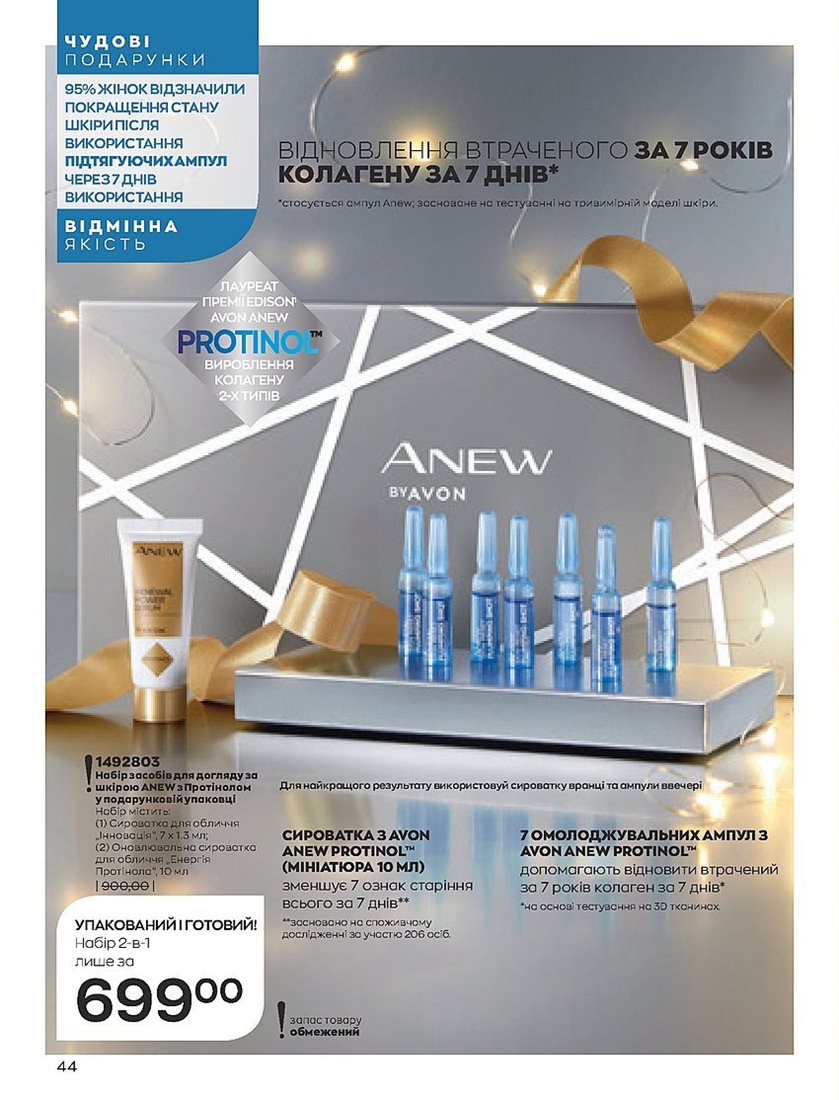 ЧУДОВІ
ПОДАРУНКИ
95% ЖІНОК ВІДЗНАЧИЛИ
ПОКРАЩЕННЯ СТАНУ
ШКІРИ ПІСЛЯ
ВИКОРИСТАННЯ
ПІДТЯГУЮЧИХ АМПУЛ
ЧЕРЕЗ 7 ДНІВ
ВИКОРИСТАННЯ
ВІДМІННА
ЯКІСТЬ
ВІДНОВЛЕННЯ ВТРАЧЕНОГО ЗА 7 РОКІВ
КОЛАГЕНУ ЗА 7 ДНІВ*
*стосується ампул Anew; засноване на тестуванні на тривимірній моделі шкіри.
ЛАУРЕАТ
ПРЕМІЇ EDISON¹
AVON ANEW
PROTINOL™
ВИРОБЛЕННЯ
КОЛАГЕНУ
2-Х ТИПІВ
ANEW
BY AVON
ANEW
RENEWAL
POWER
SERUM
PROTINOL
! 1492803
Набір засобів для догляду за
шкірою ANEW з Протінолом
у подарунковій упаковці
Набір містить:
(1) Сироватка для обличчя
„Інновація", 7 х 1.3 мл;
(2) Оновлювальна сироватка
для обличчя „Енергія
Протінола", 10 мл
| 900,00 |
Для найкращого результату використовуй сироватку вранці та ампули ввечері
СИРОВАТКА З AVON
ANEW PROTINOL™
(МІНІАТЮРА 10 МЛ)
зменшує 7 ознак старіння
всього за 7 днів**
**засновано на споживчому
дослідженні за участю 206 осіб.
7 ОМОЛОДЖУВАЛЬНИХ АМПУЛ З
AVON ANEW PROTINOL™
допомагають відновити втрачений
за 7 років колаген за 7 днів*
*на основі тестування на 3D тканинах.
УПАКОВАНИЙ І ГОТОВИЙ!
Набір 2-в-1
лише за
699⁰⁰
! запас товару
обмежений
44